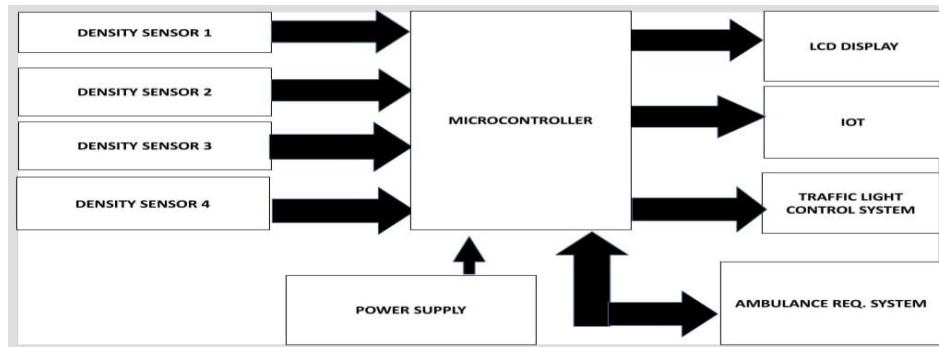 DENSITY SENSOR 1
DENSITY SENSOR 2
DENSITY SENSOR 3
DENSITY SENSOR 4
MICROCONTROLLER
POWER SUPPLY
LCD DISPLAY
IOT
TRAFFIC LIGHT
CONTROL SYSTEM
AMBULANCE REQ. SYSTEM